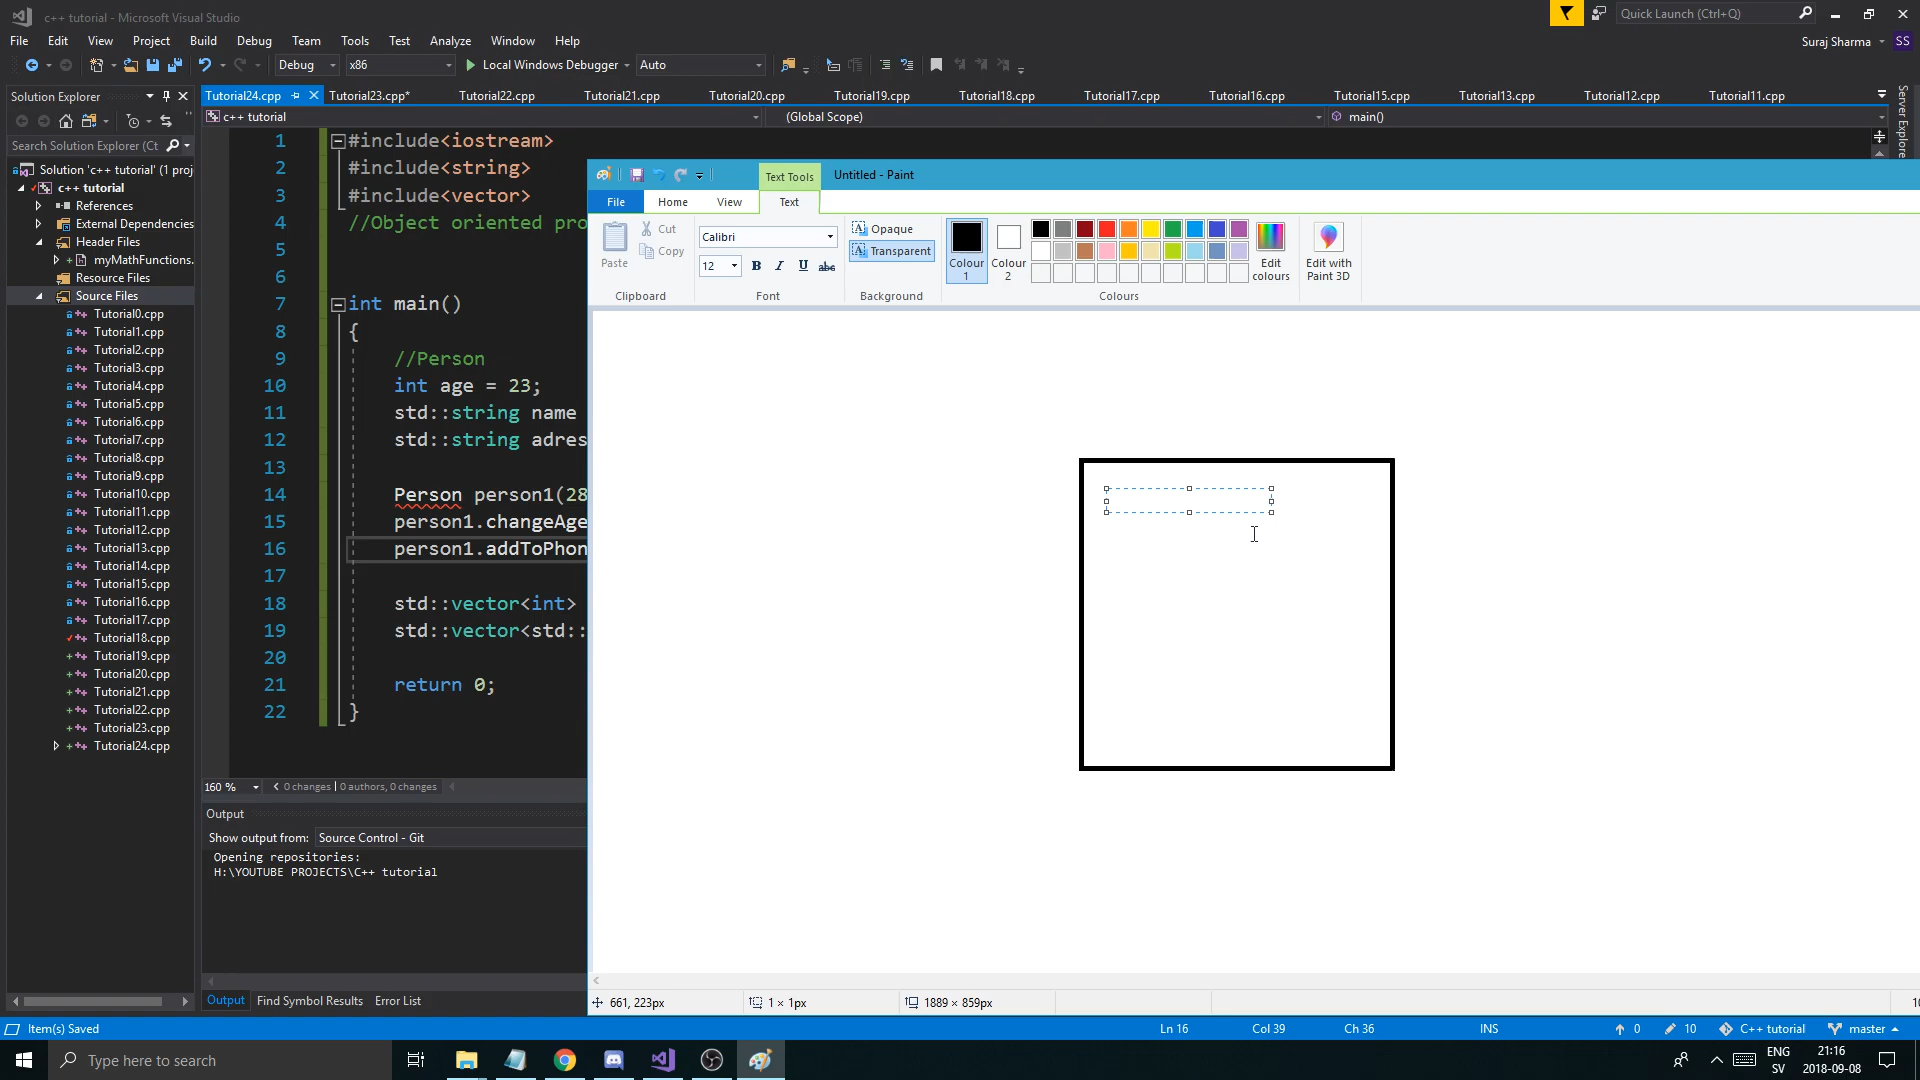 c++ tutorial - Microsoft Visual Studio
Quick Launch (Ctrl+Q)
File Edit View Project Build Debug Team Tools Test Analyze Window Help
Suraj Sharma SS
Debug x86 Local Windows Debugger Auto
Solution Explorer
Tutorial24.cpp Tutorial23.cpp* Tutorial22.cpp Tutorial21.cpp Tutorial20.cpp Tutorial19.cpp Tutorial18.cpp Tutorial17.cpp Tutorial16.cpp Tutorial15.cpp Tutorial13.cpp Tutorial12.cpp Tutorial11.cpp
Server Explorer
c++ tutorial (Global Scope) main()
Search Solution Explorer (Ct
Solution 'c++ tutorial' (1 proj
c++ tutorial
References
External Dependencies
Header Files
myMathFunctions.
Resource Files
Source Files
Tutorial0.cpp
Tutorial1.cpp
Tutorial2.cpp
Tutorial3.cpp
Tutorial4.cpp
Tutorial5.cpp
Tutorial6.cpp
Tutorial7.cpp
Tutorial8.cpp
Tutorial9.cpp
Tutorial10.cpp
Tutorial11.cpp
Tutorial12.cpp
Tutorial13.cpp
Tutorial14.cpp
Tutorial15.cpp
Tutorial16.cpp
Tutorial17.cpp
Tutorial18.cpp
Tutorial19.cpp
Tutorial20.cpp
Tutorial21.cpp
Tutorial22.cpp
Tutorial23.cpp
Tutorial24.cpp
1 #include<iostream>
2 #include<string>
3 #include<vector>
4 //Object oriented pro
5
6
7 int main()
8 {
9 //Person
10 int age = 23;
11 std::string name
12 std::string adres
13
14 Person person1(28
15 person1.changeAge
16 person1.addToPhon
17
18 std::vector<int>
19 std::vector<std::
20
21 return 0;
22 }
160 % 0 changes | 0 authors, 0 changes
Output
Show output from: Source Control - Git
Opening repositories:
H:\YOUTUBE PROJECTS\C++ tutorial
Output Find Symbol Results Error List
Text Tools Untitled - Paint
File Home View Text
Paste Cut
Copy
Clipboard
Calibri
12 B I U abc
Font
Opaque
Transparent
Background
Colour 1
Colour 2
Edit colours
Edit with Paint 3D
Colours
661, 223px 1 × 1px 1889 × 859px 10
Item(s) Saved Ln 16 Col 39 Ch 36 INS 0 10 C++ tutorial master
Type here to search
ENG
SV
21:16
2018-09-08